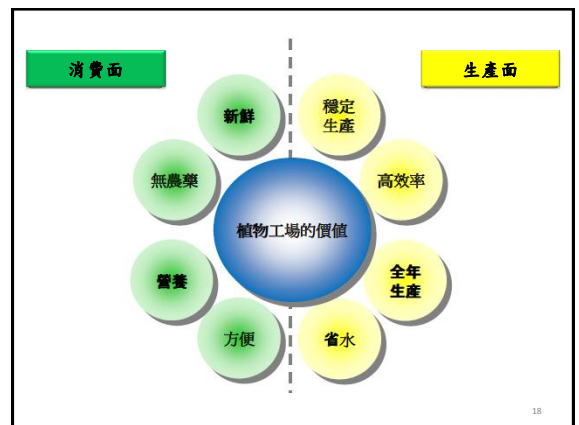 消費面
生產面
新鮮
無農藥
營養
方便
植物工場的價值
穩定
生產
高效率
全年
生產
省水
18